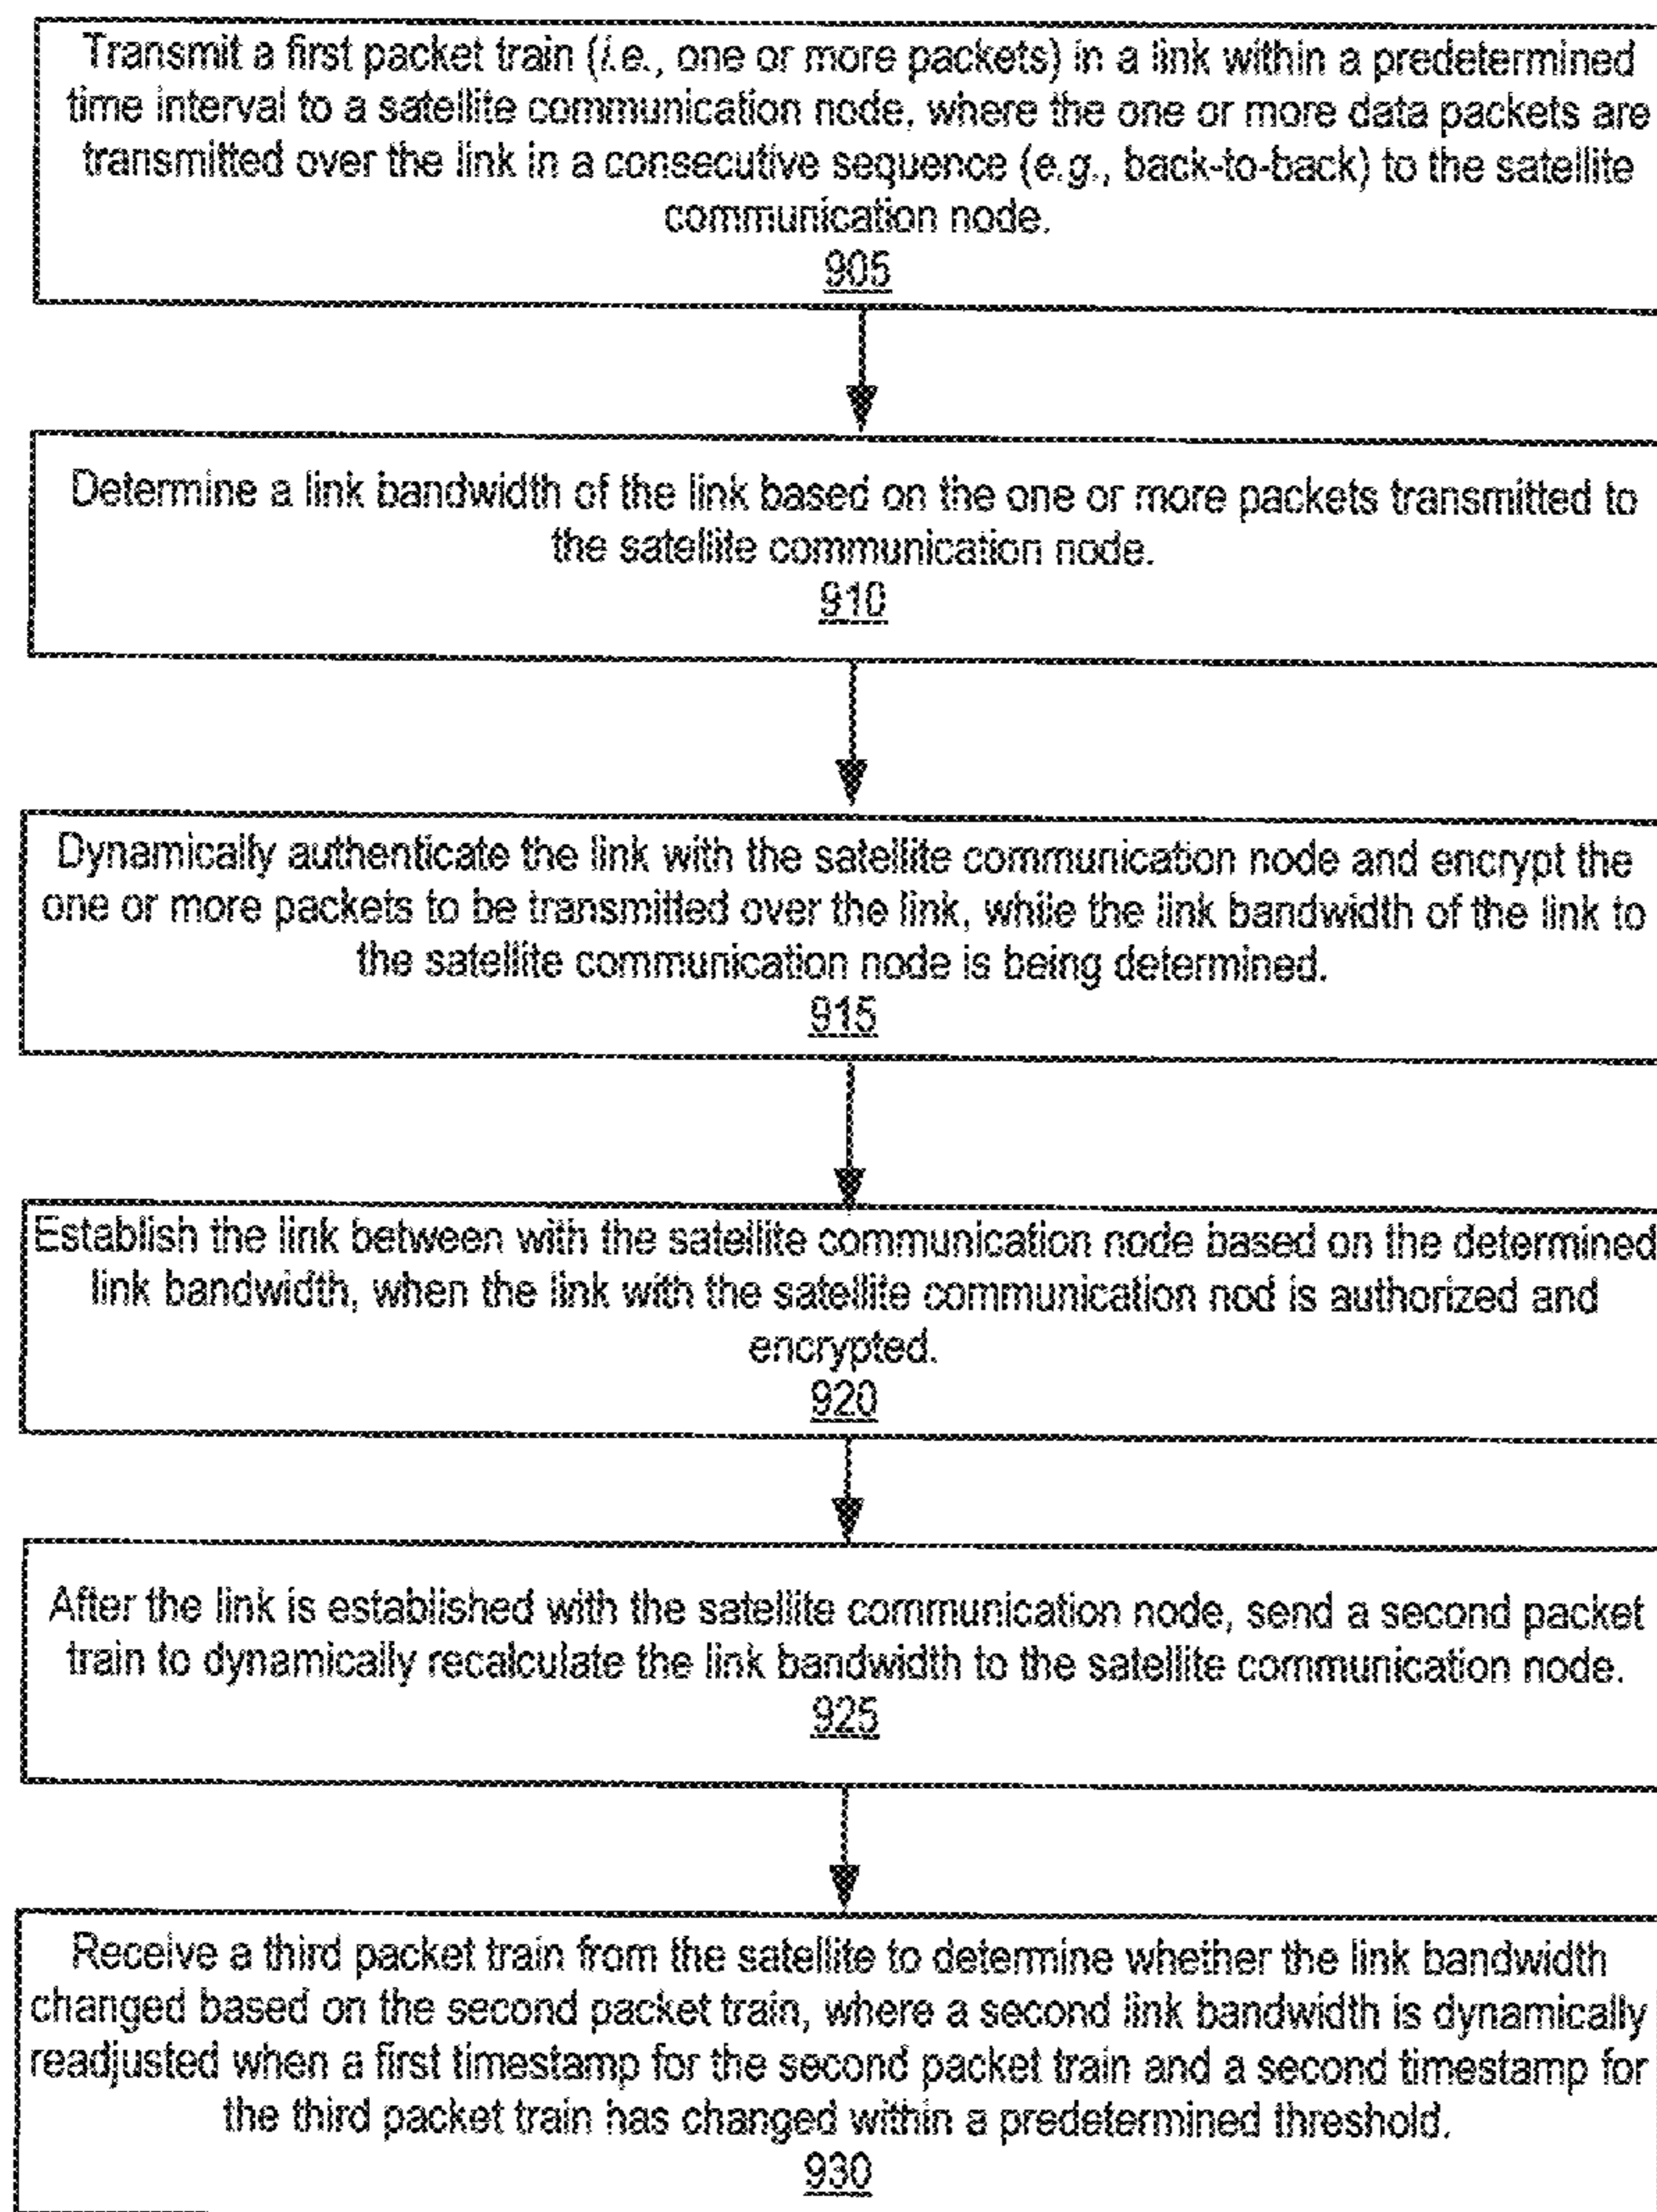 Transmit a first packet train (i.e., one or more packets) in a link within a predetermined
time interval to a satellite communication node, where the one or more data packets are
transmitted over the link in a consecutive sequence (e.g., back-to-back) to the satellite
communication node.
905
Determine a link bandwidth of the link based on the one or more packets transmitted to
the satellite communication node.
910
Dynamically authenticate the link with the satellite communication node and encrypt the
one or more packets to be transmitted over the link, while the link bandwidth of the link to
the satellite communication node is being determined.
915
Establish the link between with the satellite communication node based on the determined
link bandwidth, when the link with the satellite communication nod is authorized and
encrypted.
920
After the link is established with the satellite communication node, send a second packet
train to dynamically recalculate the link bandwidth to the satellite communication node.
925
Receive a third packet train from the satellite to determine whether the link bandwidth
changed based on the second packet train, where a second link bandwidth is dynamically
readjusted when a first timestamp for the second packet train and a second timestamp for
the third packet train has changed within a predetermined threshold.
930